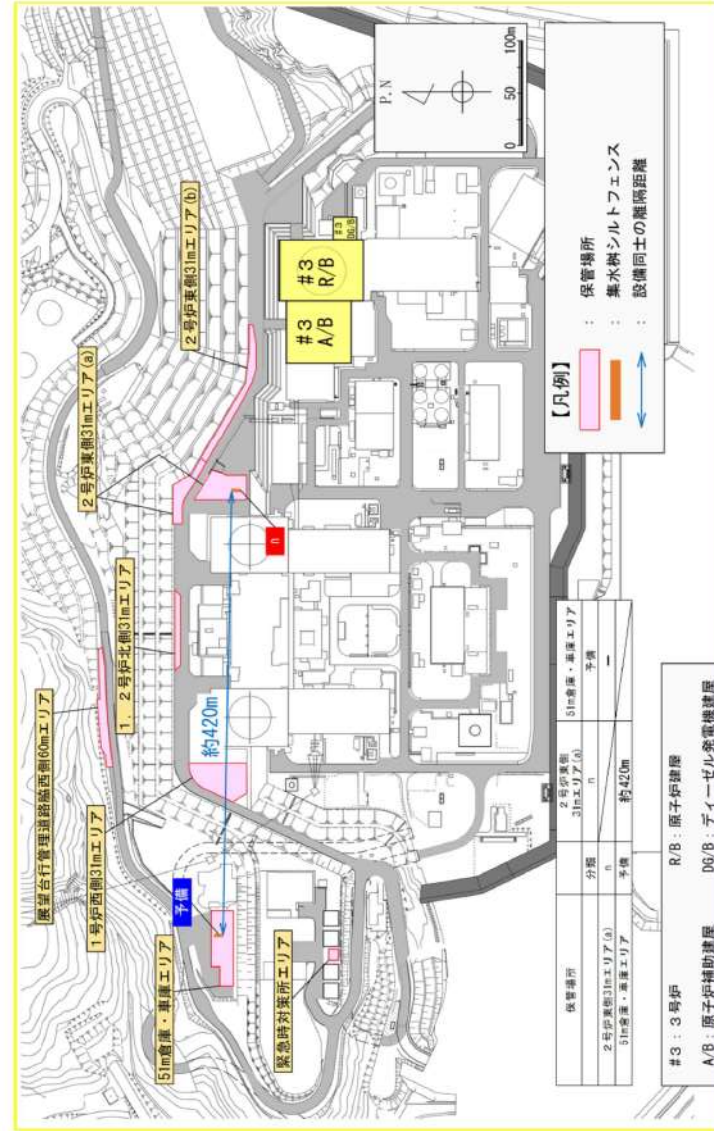 展望台行管理道路脇西側60mエリア
1号炉西側31mエリア
1, 2号炉北側31mエリア
2号炉東側31mエリア(a)
2号炉東側31mエリア(b)
51m倉庫・車庫エリア
予備
緊急時対策所エリア
約420m
n
#3
A/B
#3
R/B
#3
DG/B
P.N
0 50 100m
【凡例】
: 保管場所
: 集水桝シルトフェンス
: 設備同士の離隔距離
保管場所 2号炉東側31mエリア(a) 51m倉庫・車庫エリア
分類 n 予備
2号炉東側31mエリア(a) n ー
51m倉庫・車庫エリア 予備 約420m
#3：3号炉 R/B：原子炉建屋
A/B：原子炉補助建屋 DG/B：ディーゼル発電機建屋